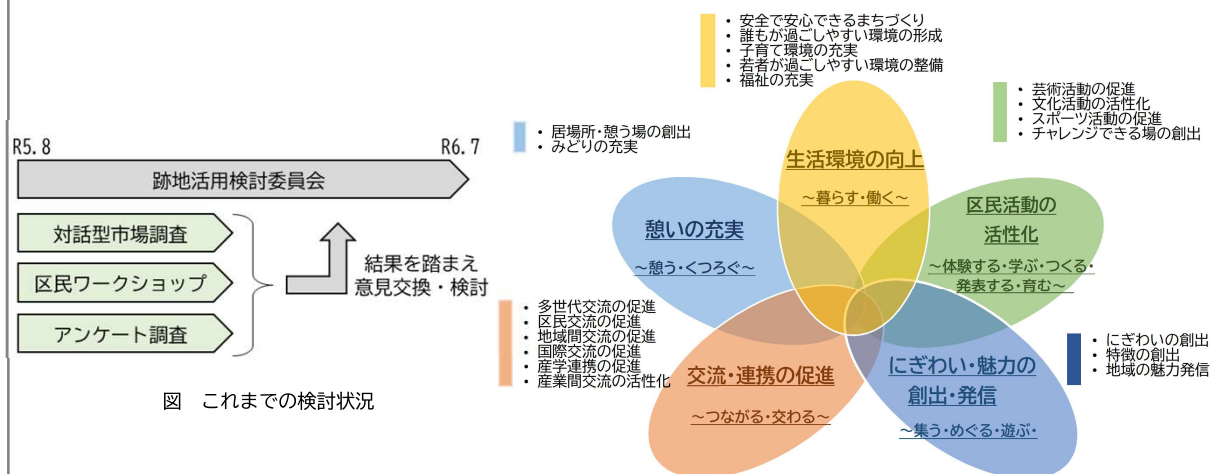 R5.8
R6.7
跡地活用検討委員会
対話型市場調査
区民ワークショップ
アンケート調査
結果を踏まえ
意見交換・検討
図　これまでの検討状況
・ 安全で安心できるまちづくり
・ 誰もが過ごしやすい環境の形成
・ 子育て環境の充実
・ 若者が過ごしやすい環境の整備
・ 福祉の充実
・ 居場所・憩う場の創出
・ みどりの充実
・ 芸術活動の促進
・ 文化活動の活性化
・ スポーツ活動の促進
・ チャレンジできる場の創出
生活環境の向上
～暮らす・働く～
憩いの充実
～憩う・くつろぐ～
区民活動の
活性化
～体験する・学ぶ・つくる・
発表する・育む～
・ 多世代交流の促進
・ 区民交流の促進
・ 地域間交流の促進
・ 国際交流の促進
・ 産学連携の促進
・ 産業間交流の活性化
交流・連携の促進
～つながる・交わる～
にぎわい・魅力の
創出・発信
～集う・めぐる・遊ぶ・
・ にぎわいの創出
・ 特徴の創出
・ 地域の魅力発信